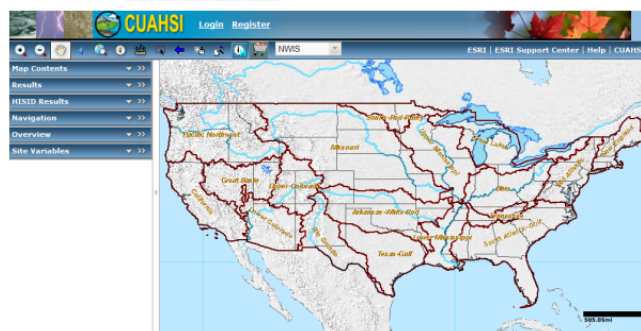 CUAHSI Login Register
NWIS ESRI | ESRI Support Center | Help | CUAHS
Map Contents
Results
HISID Results
Navigation
Overview
Site Variables
Pacific Northwest
Souris-Red-Rainy
Missouri
Upper Mississippi
Great Lakes
New England
Mid Atlantic
Great Basin
Upper Colorado
Ohio
California
Lower Colorado
Rio Grande
Arkansas-White-Red
Tennessee
Lower Mississippi
South Atlantic-Gulf
Texas-Gulf
505.05mi